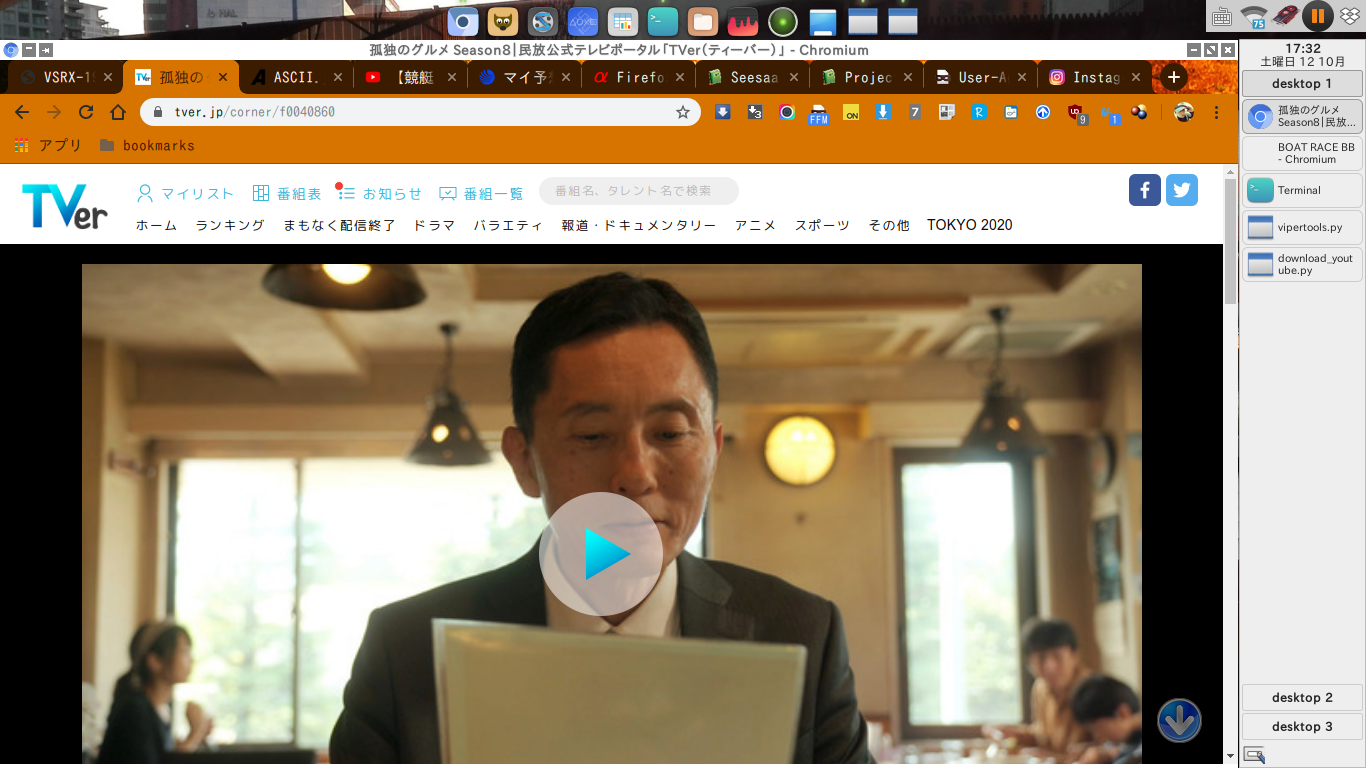 孤独のグルメ Season8|民放公式テレビポータル「TVer(ティーバー)」 - Chromium
17:32
土曜日 12 10月
desktop 1
VSRX-1
孤独の
ASCII.
【競艇
マイ予
Firefo
Seesaa
Projec
User-A
Instag
tver.jp/corner/f0040860
3
FFM
ON
7
R
9
1
75
アプリ
bookmarks
TVer
マイリスト
番組表
お知らせ
番組一覧
番組名、タレント名で検索
ホーム
ランキング
まもなく配信終了
ドラマ
バラエティ
報道・ドキュメンタリー
アニメ
スポーツ
その他
TOKYO 2020
孤独のグルメ
Season8|民放...
BOAT RACE BB
- Chromium
Terminal
vipertools.py
download_yout
ube.py
desktop 2
desktop 3